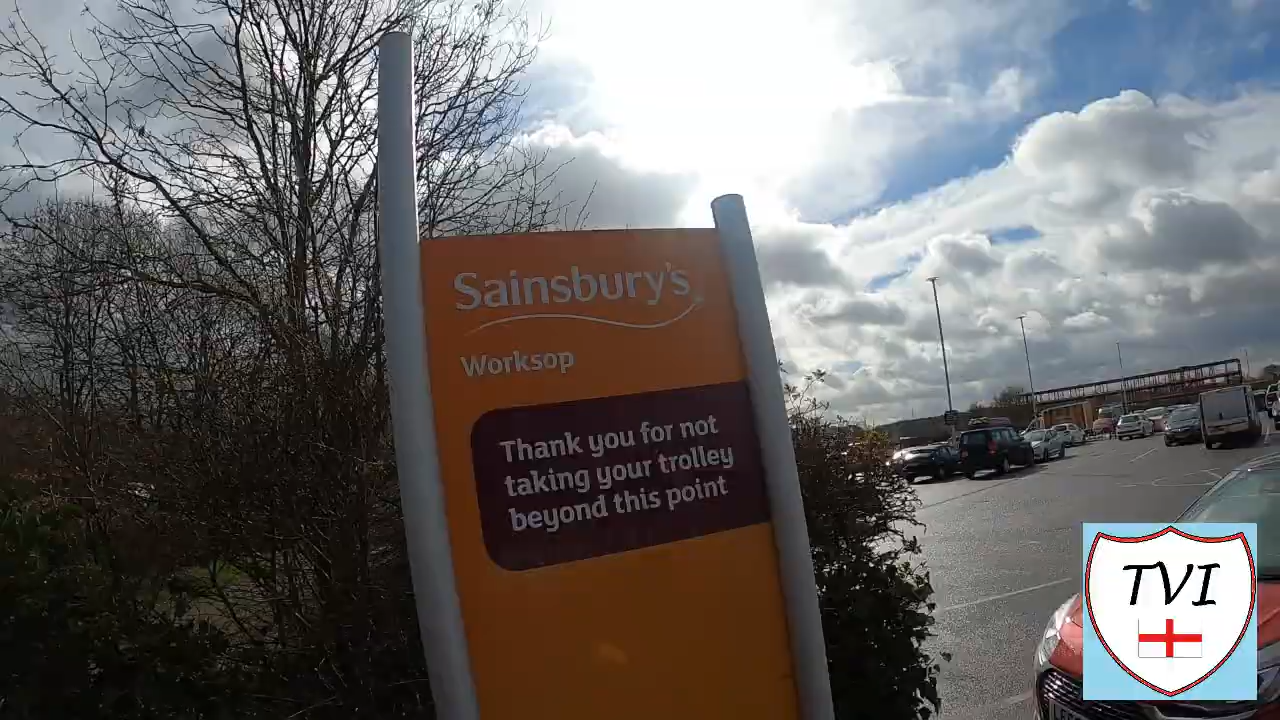 Sainsbury's
Worksop
Thank you for not
taking your trolley
beyond this point
TVI